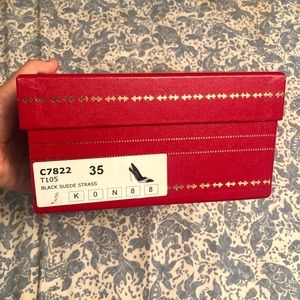 C7822 35
T105
BLACK SUEDE STRASS
K 0 N 8 8